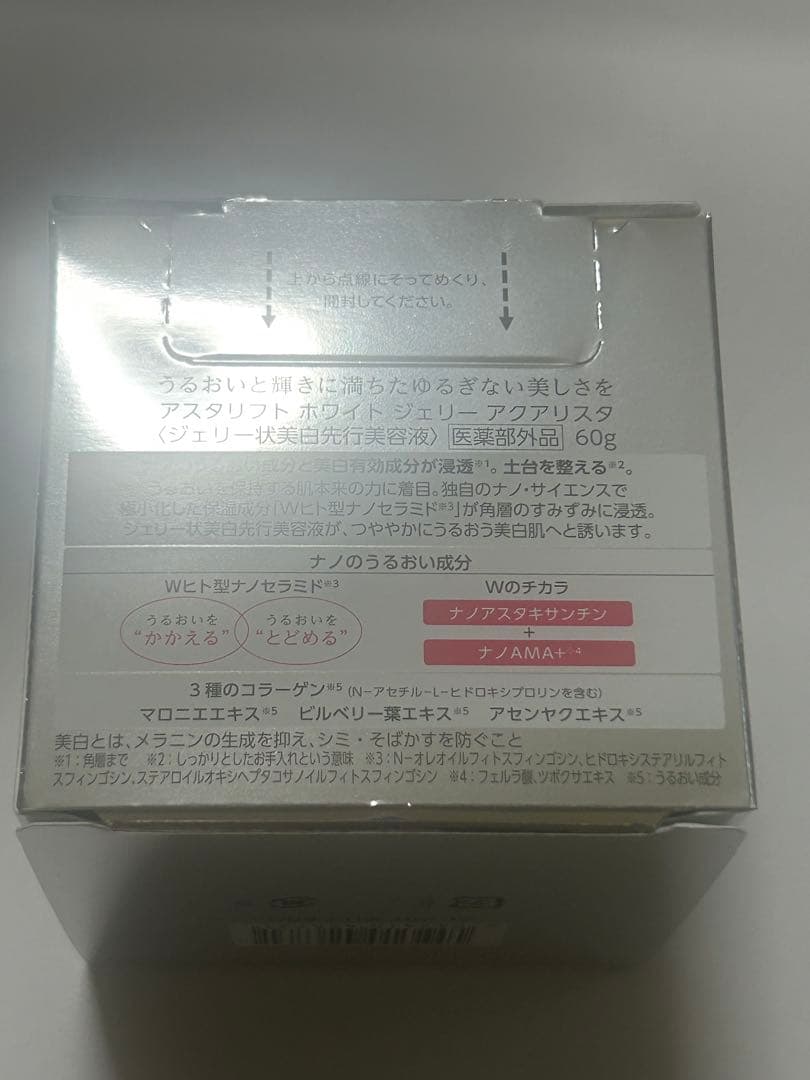 上から点線にそってめくり、
開封してください。
うるおいと輝きに満ちたゆるぎない美しさを
アスタリフト ホワイト ジェリー アクアリスタ
〈ジェリー状美白先行美容液〉 医薬部外品 60g
おい成分と美白有効成分が浸透※1。土台を整える※2。
うるおいを保持する肌本来の力に着目。独自のナノ・サイエンスで
極小化した保湿成分「Wヒト型ナノセラミド※3」が角層のすみずみに浸透。
ジェリー状美白先行美容液が、つややかにうるおう美白肌へと誘います。
ナノのうるおい成分
Wヒト型ナノセラミド※3 Wのチカラ
うるおいを うるおいを
“かかえる” “とどめる”
ナノアスタキサンチン
+
ナノAMA+※4
3種のコラーゲン※5 (N-アセチル-L-ヒドロキシプロリンを含む)
マロニエエキス※5 ビルベリー葉エキス※5 アセンヤクエキス※5
美白とは、メラニンの生成を抑え、シミ・そばかすを防ぐこと
※1:角層まで ※2:しっかりとしたお手入れという意味 ※3:N-オレオイルフィトスフィンゴシン、ヒドロキシステアリルフィト
スフィンゴシン、ステアロイルオキシヘプタコサノイルフィトスフィンゴシン ※4:フェルラ酸、ツボクサエキス ※5:うるおい成分